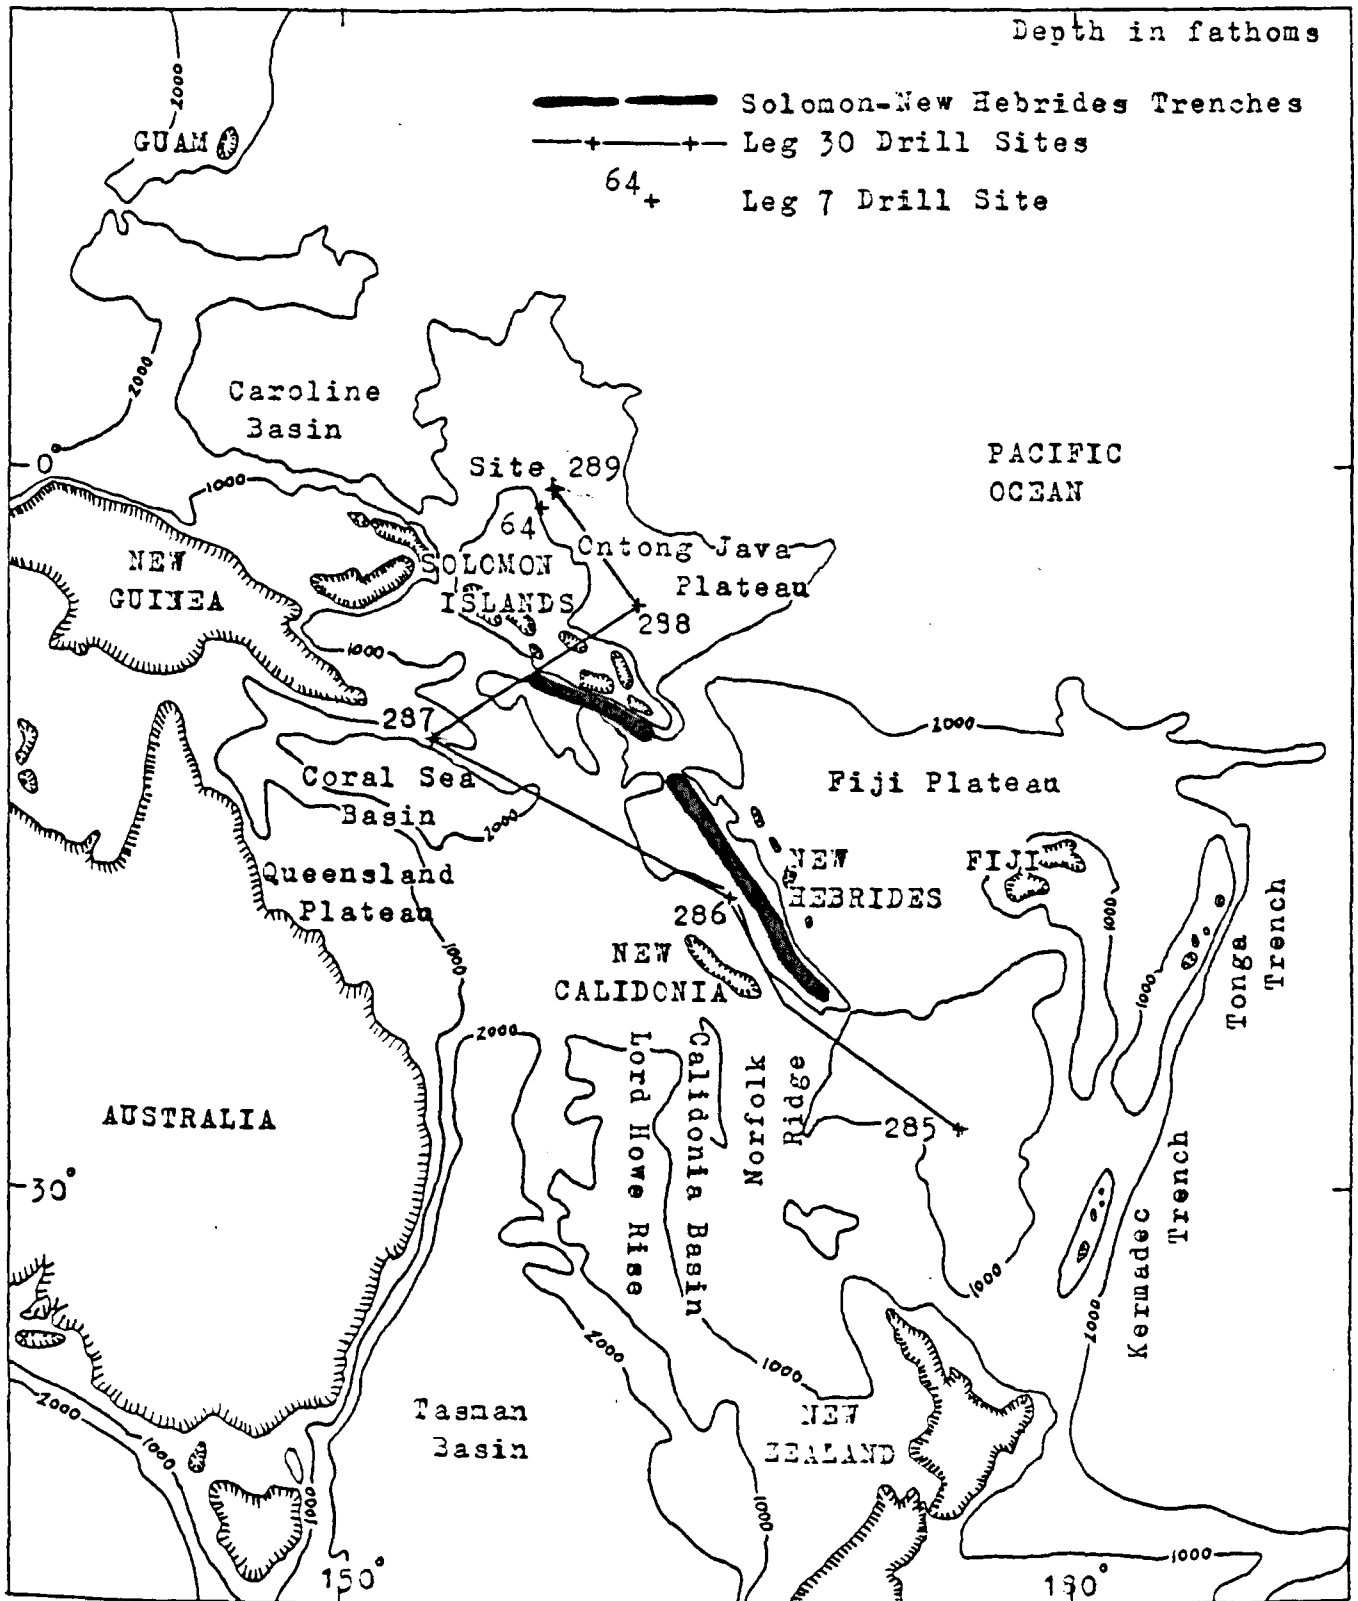 Depth in fathoms
Solomon-New Hebrides Trenches
Leg 30 Drill Sites
64
Leg 7 Drill Site
2000
GUAM
2000
Caroline
Basin
0°
1000
Site 289
64
PACIFIC
OCEAN
NEW
GUINEA
SOLOMON
ISLANDS
Ontong Java
Plateau
288
1000
287
1000
Coral Sea
Basin
2000
Fiji Plateau
Queensland
Plateau
NEW
HEBRIDES
FIJI
286
1000
1000
NEW
CALIDONIA
1000
Tonga
Trench
2000
Lord Howe Rise
Calidonia Basin
Norfolk
Ridge
285
AUSTRALIA
30°
Kermadec
Trench
1000
2000
2000
1000
Tasman
Basin
NEW
ZEALAND
2000
1000
1000
1000
1000
150°
180°